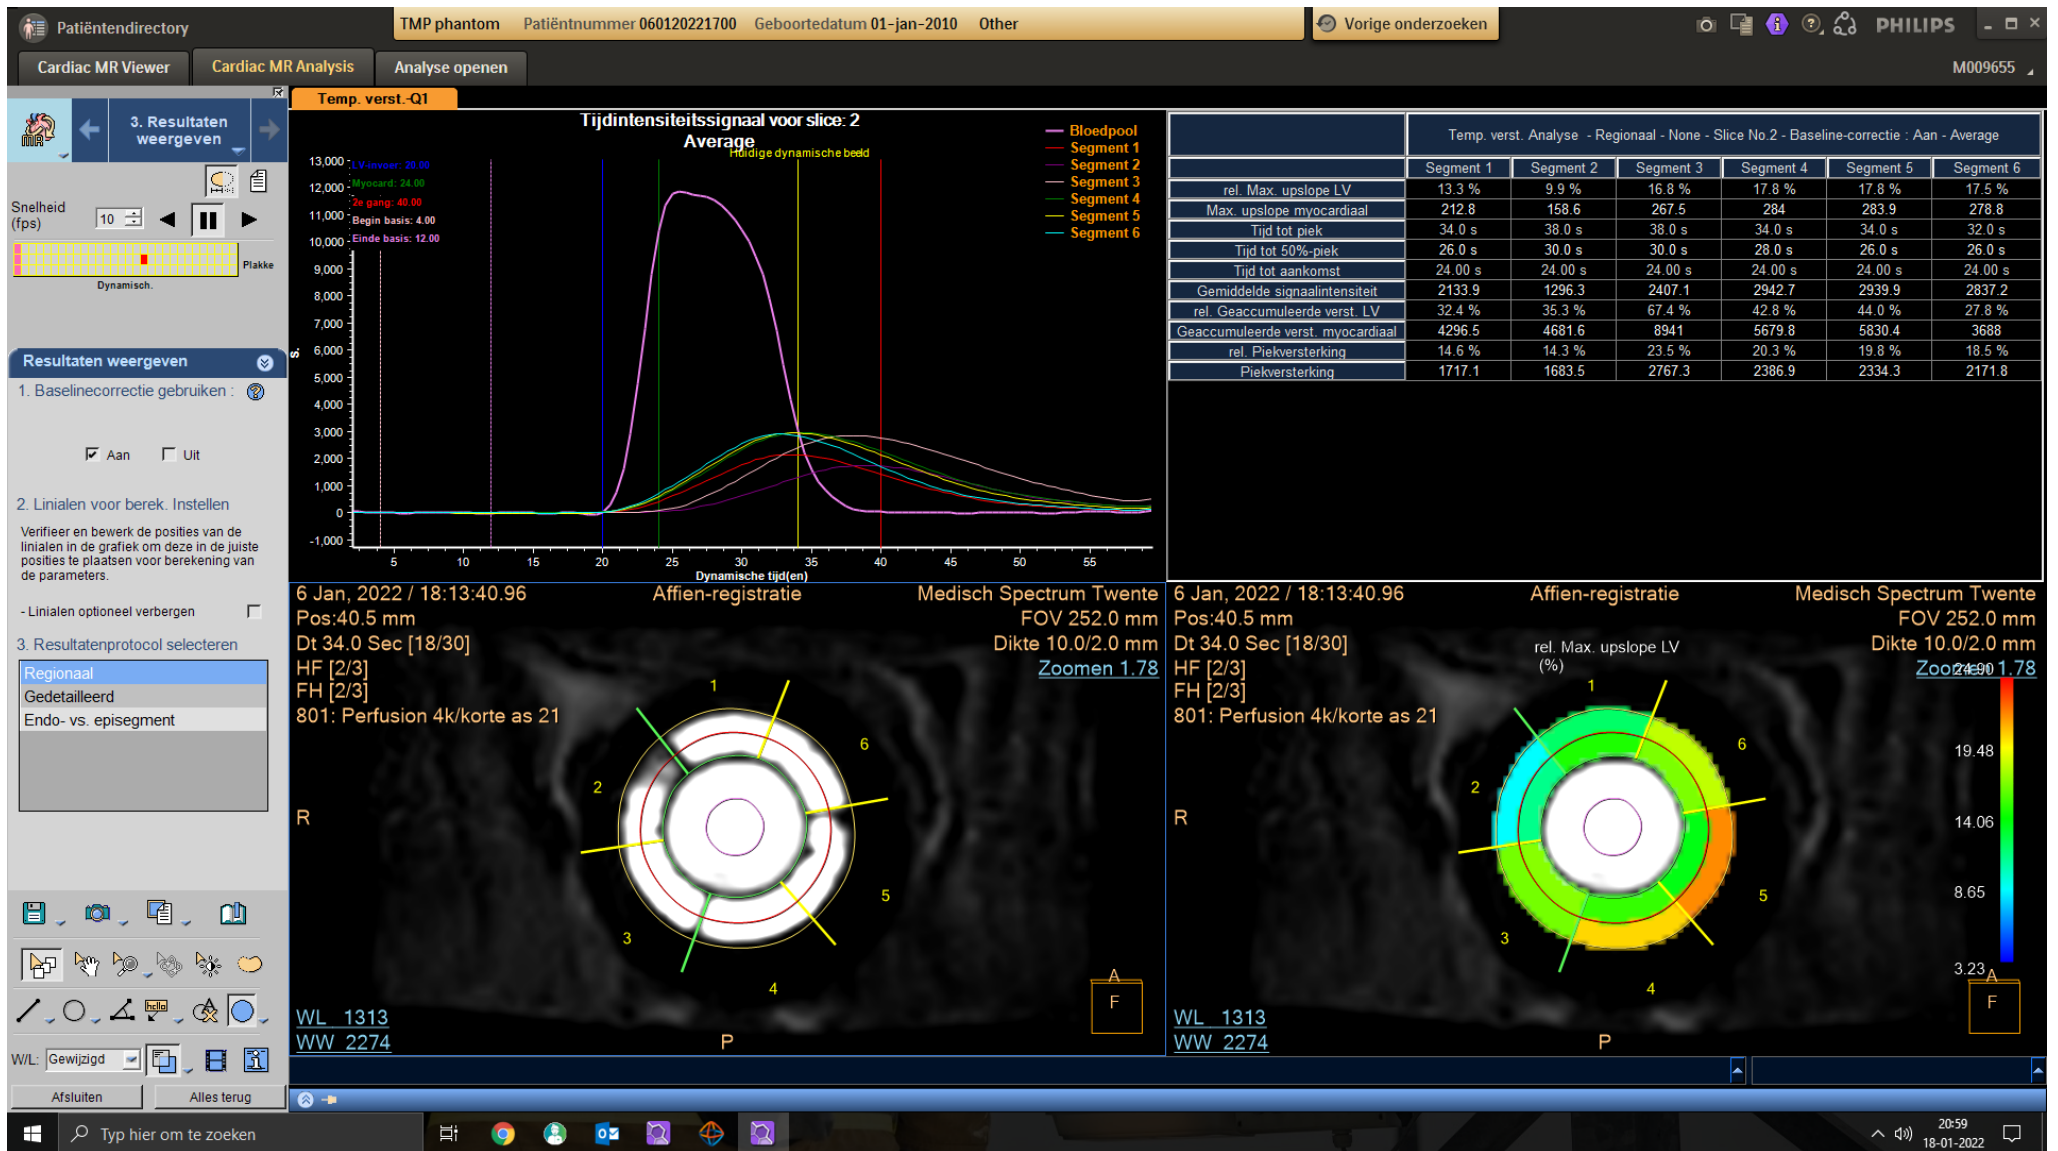 Patiëntendirectory
TMP phantom Patiëntnummer 060120221700 Geboortedatum 01-jan-2010 Other
Vorige onderzoeken
PHILIPS
Cardiac MR Viewer
Cardiac MR Analysis
Analyse openen
M009655
MR
3. Resultaten
weergeven
Snelheid
(fps)
10
Plakke
Dynamisch.
Resultaten weergeven
1. Baselinecorrectie gebruiken :
Aan
Uit
2. Linialen voor berek. Instellen
Verifieer en bewerk de posities van de
linialen in de grafiek om deze in de juiste
posities te plaatsen voor berekening van
de parameters.
- Linialen optioneel verbergen
3. Resultatenprotocol selecteren
Regionaal
Gedetailleerd
Endo- vs. episegment
hello
W/L: Gewijzigd
Afsluiten
Alles terug
Temp. verst.-Q1
Tijdintensiteitssignaal voor slice: 2
Average
Huidige dynamische beeld
LV-invoer: 20.00
Myocard: 24.00
2e gang: 40.00
Begin basis: 4.00
Einde basis: 12.00
Bloedpool
Segment 1
Segment 2
Segment 3
Segment 4
Segment 5
Segment 6
13,000
12,000
11,000
10,000
9,000
8,000
7,000
6,000
5,000
4,000
3,000
2,000
1,000
0
-1,000
s.
5 10 15 20 25 30 35 40 45 50 55
Dynamische tijd(en)
Temp. verst. Analyse - Regionaal - None - Slice No.2 - Baseline-correctie : Aan - Average
Segment 1 Segment 2 Segment 3 Segment 4 Segment 5 Segment 6
rel. Max. upslope LV 13.3 % 9.9 % 16.8 % 17.8 % 17.8 % 17.5 %
Max. upslope myocardiaal 212.8 158.6 267.5 284 283.9 278.8
Tijd tot piek 34.0 s 38.0 s 38.0 s 34.0 s 34.0 s 32.0 s
Tijd tot 50%-piek 26.0 s 30.0 s 30.0 s 28.0 s 26.0 s 26.0 s
Tijd tot aankomst 24.00 s 24.00 s 24.00 s 24.00 s 24.00 s 24.00 s
Gemiddelde signaalintensiteit 2133.9 1296.3 2407.1 2942.7 2939.9 2837.2
rel. Geaccumuleerde verst. LV 32.4 % 35.3 % 67.4 % 42.8 % 44.0 % 27.8 %
Geaccumuleerde verst. myocardiaal 4296.5 4681.6 8941 5679.8 5830.4 3688
rel. Piekversterking 14.6 % 14.3 % 23.5 % 20.3 % 19.8 % 18.5 %
Piekversterking 1717.1 1683.5 2767.3 2386.9 2334.3 2171.8
6 Jan, 2022 / 18:13:40.96 Affien-registratie Medisch Spectrum Twente
Pos:40.5 mm FOV 252.0 mm
Dt 34.0 Sec [18/30] Dikte 10.0/2.0 mm
HF [2/3] Zoomen 1.78
FH [2/3]
801: Perfusion 4k/korte as 21
1
6
2
R
5
3
4
A
F
WL 1313
WW 2274
P
6 Jan, 2022 / 18:13:40.96 Affien-registratie Medisch Spectrum Twente
Pos:40.5 mm FOV 252.0 mm
Dt 34.0 Sec [18/30] Dikte 10.0/2.0 mm
rel. Max. upslope LV
(%)
HF [2/3] Zoomen 1.78
24.90
FH [2/3]
801: Perfusion 4k/korte as 21
1
6
19.48
2
R
14.06
5
8.65
3
4
3.23
A
F
WL 1313
WW 2274
P
Typ hier om te zoeken
20:59
18-01-2022